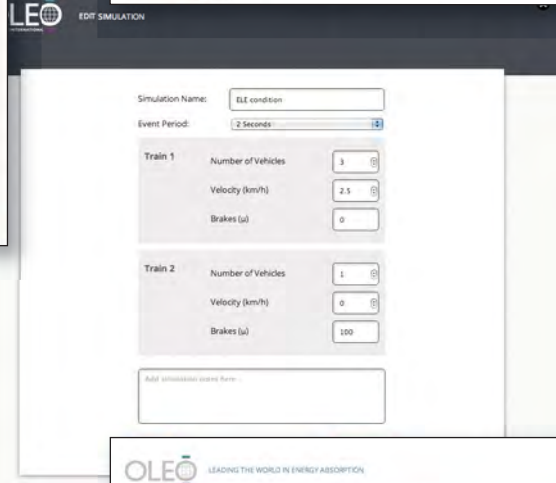 OLEO
INTERNATIONAL
EDIT SIMULATION
Simulation Name: ELE condition
Event Period: 2 Seconds
Train 1
Number of Vehicles 3
Velocity (km/h) 2.5
Brakes (μ) 0
Train 2
Number of Vehicles 1
Velocity (km/h) 0
Brakes (μ) 100
Add simulation notes here...
OLEO LEADING THE WORLD IN ENERGY ABSORPTION